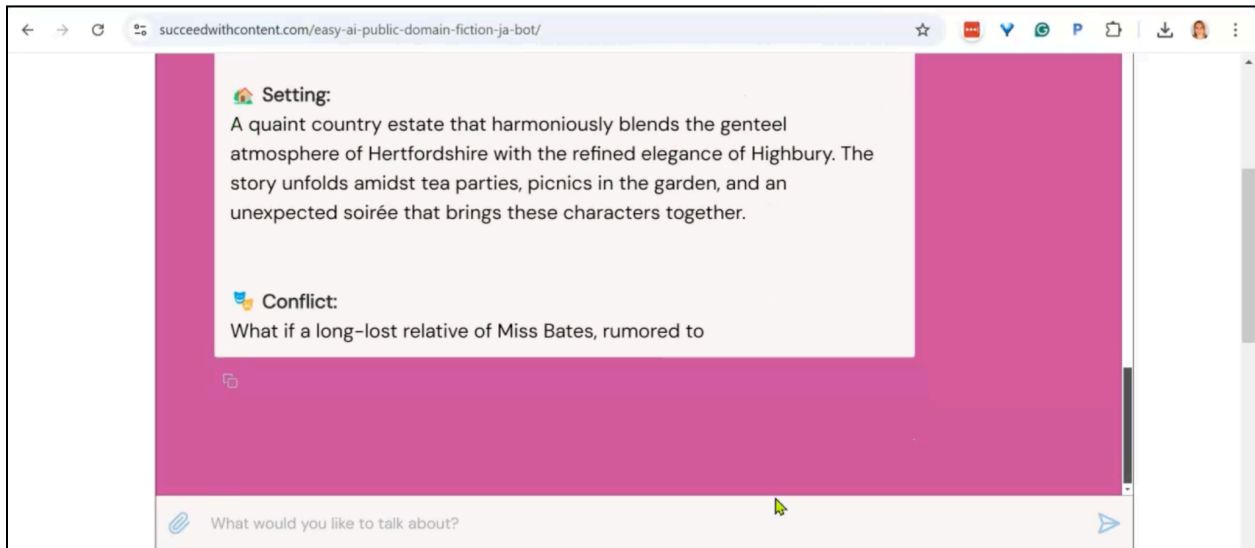 succeedwithcontent.com/easy-ai-public-domain-fiction-ja-bot/
🏡 Setting:
A quaint country estate that harmoniously blends the genteel
atmosphere of Hertfordshire with the refined elegance of Highbury. The
story unfolds amidst tea parties, picnics in the garden, and an
unexpected soirée that brings these characters together.
🎭 Conflict:
What if a long-lost relative of Miss Bates, rumored to
What would you like to talk about?